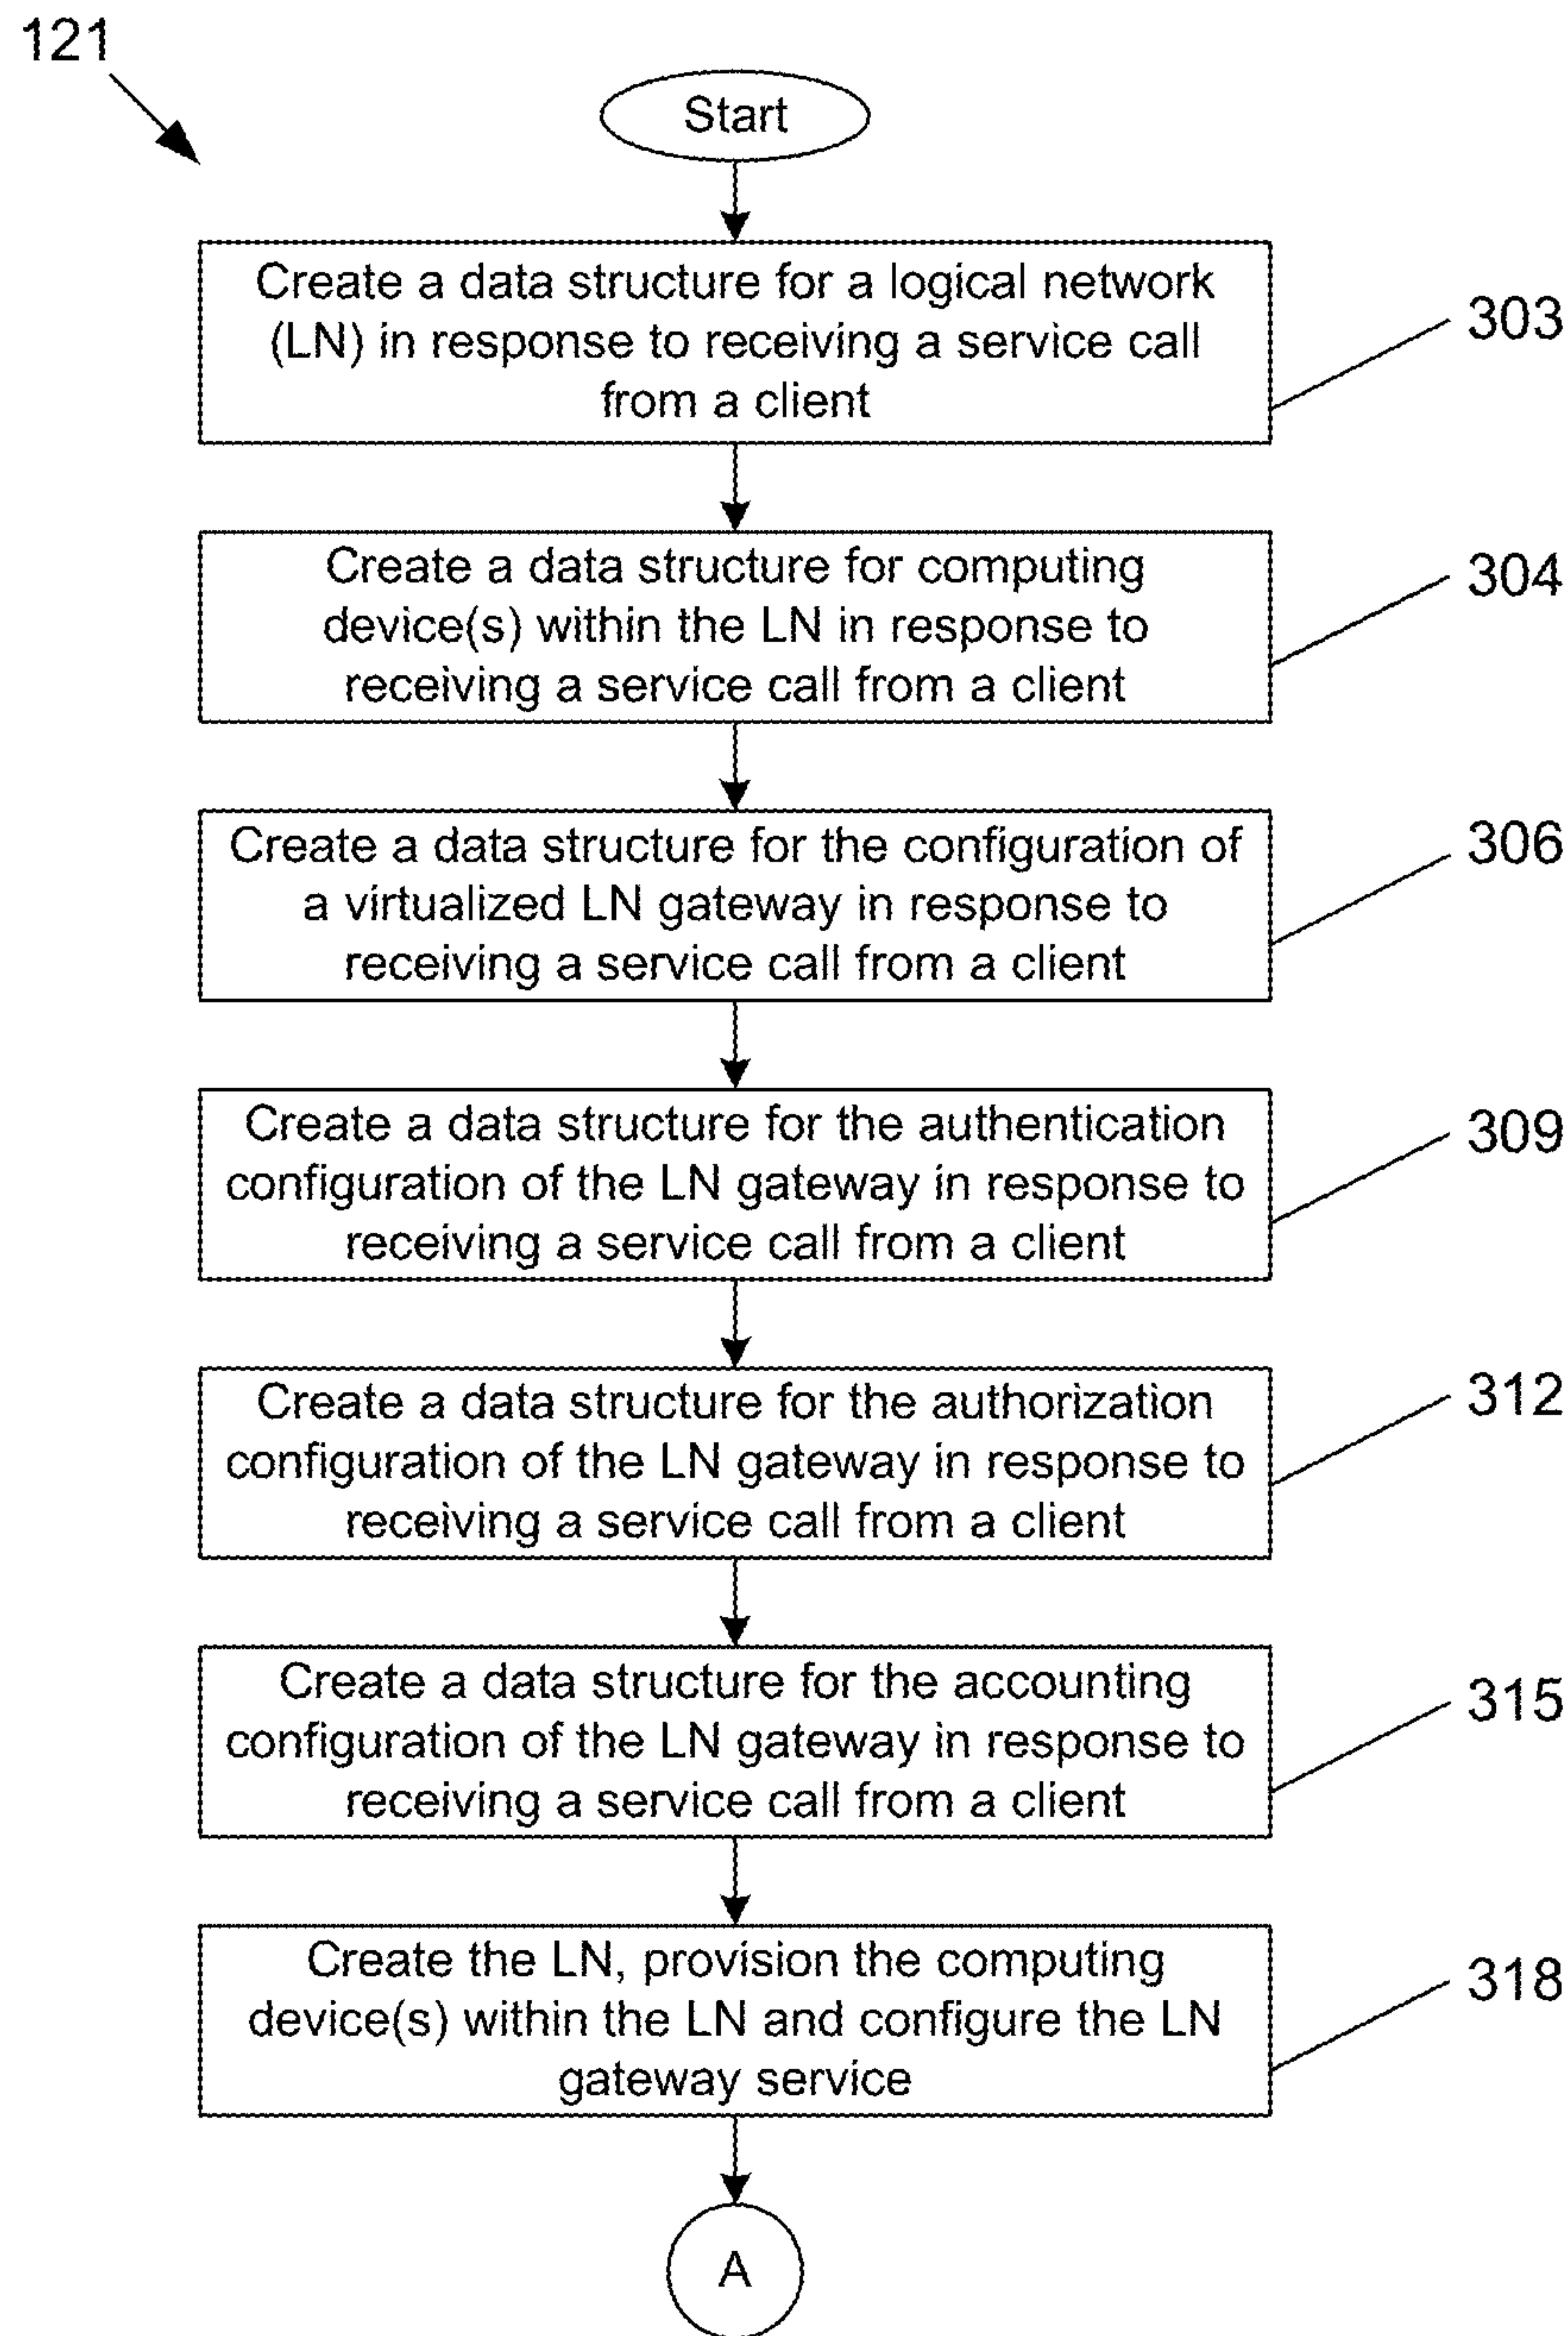 121
Start
Create a data structure for a logical network
(LN) in response to receiving a service call
from a client
303
Create a data structure for computing
device(s) within the LN in response to
receiving a service call from a client
304
Create a data structure for the configuration of
a virtualized LN gateway in response to
receiving a service call from a client
306
Create a data structure for the authentication
configuration of the LN gateway in response to
receiving a service call from a client
309
Create a data structure for the authorization
configuration of the LN gateway in response to
receiving a service call from a client
312
Create a data structure for the accounting
configuration of the LN gateway in response to
receiving a service call from a client
315
Create the LN, provision the computing
device(s) within the LN and configure the LN
gateway service
318
A